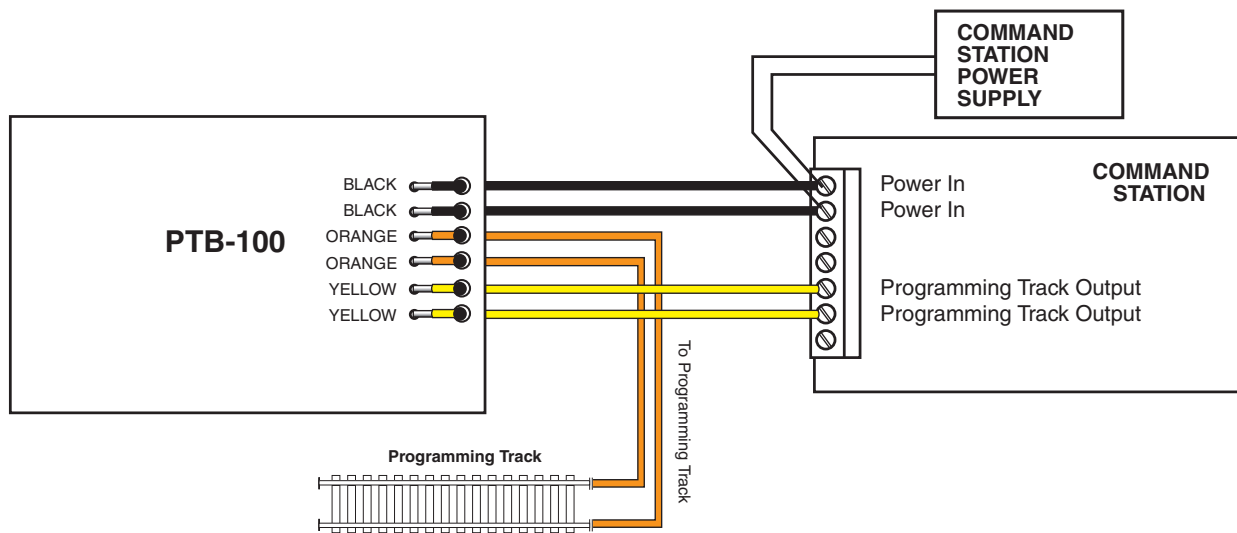 COMMAND
STATION
POWER
SUPPLY
PTB-100
BLACK
BLACK
ORANGE
ORANGE
YELLOW
YELLOW
Power In
Power In
Programming Track Output
Programming Track Output
COMMAND
STATION
To Programming Track
Programming Track